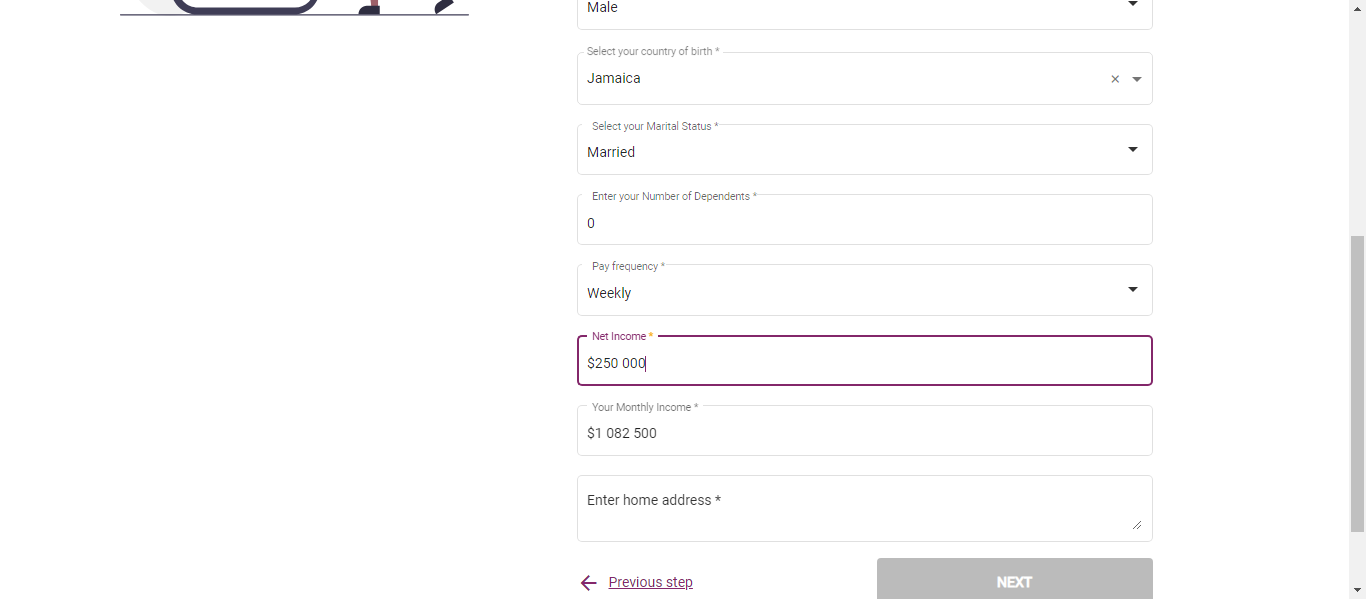 Male
Select your country of birth *
Jamaica
Select your Marital Status *
Married
Enter your Number of Dependents *
0
Pay frequency *
Weekly
Net Income *
$250 000
Your Monthly Income *
$1 082 500
Enter home address *
Previous step
NEXT